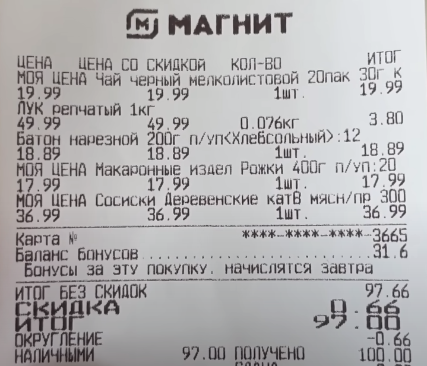 МАГНИТ
ЦЕНА ЦЕНА СО СКИДКОЙ КОЛ-ВО ИТОГ
МОЯ ЦЕНА Чай черный мелколистовой 20пак 30г к
19.99 19.99 1шт. 19.99
ЛУК репчатый 1кг
49.99 49.99 0.076кг 3.80
Батон нарезной 200г п/уп<Хлебсольный>:12
18.89 18.89 1шт. 18.89
МОЯ ЦЕНА Макаронные издел Рожки 400г п/уп:20
17.99 17.99 1шт. 17.99
МОЯ ЦЕНА Сосиски Деревенские катВ мясн/пр 300
36.99 36.99 1шт. 36.99
Карта № ****-****-****-3665
Баланс бонусов 31.6
Бонусы за эту покупку, начислятся завтра
ИТОГ БЕЗ СКИДОК 97.66
СКИДКА 0.66
ИТОГ 97.00
ОКРУГЛЕНИЕ -0.66
НАЛИЧНЫМИ 97.00 ПОЛУЧЕНО 100.00